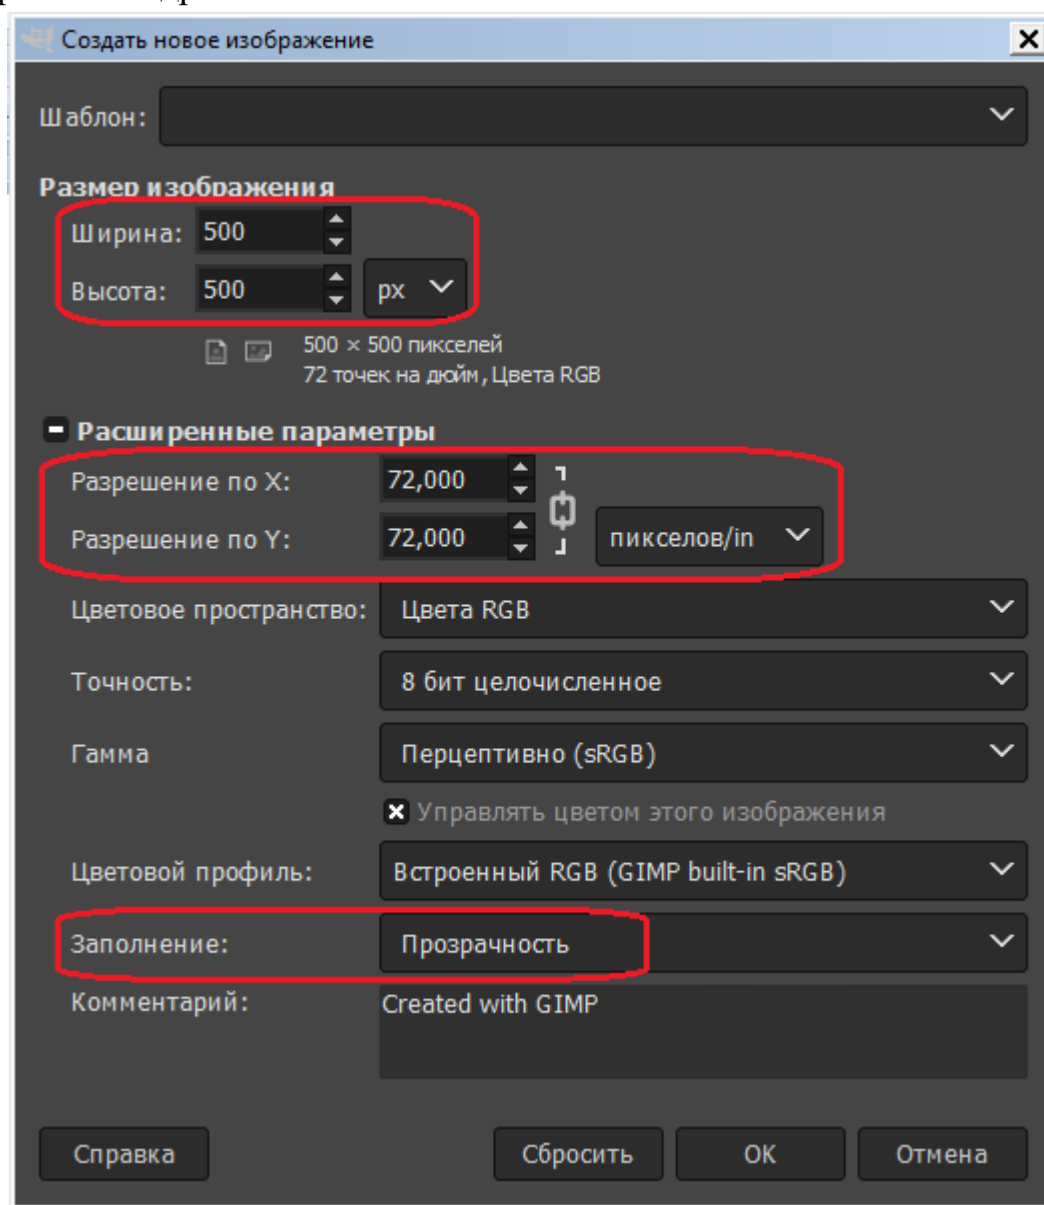 Создать новое изображение
Шаблон:
Размер изображения
Ширина: 500
Высота: 500 px
500 × 500 пикселей
72 точек на дюйм, Цвета RGB
Расширенные параметры
Разрешение по X: 72,000
Разрешение по Y: 72,000 пикселов/in
Цветовое пространство: Цвета RGB
Точность: 8 бит целочисленное
Гамма Перцептивно (sRGB)
Управлять цветом этого изображения
Цветовой профиль: Встроенный RGB (GIMP built-in sRGB)
Заполнение: Прозрачность
Комментарий: Created with GIMP
Справка Сбросить OK Отмена